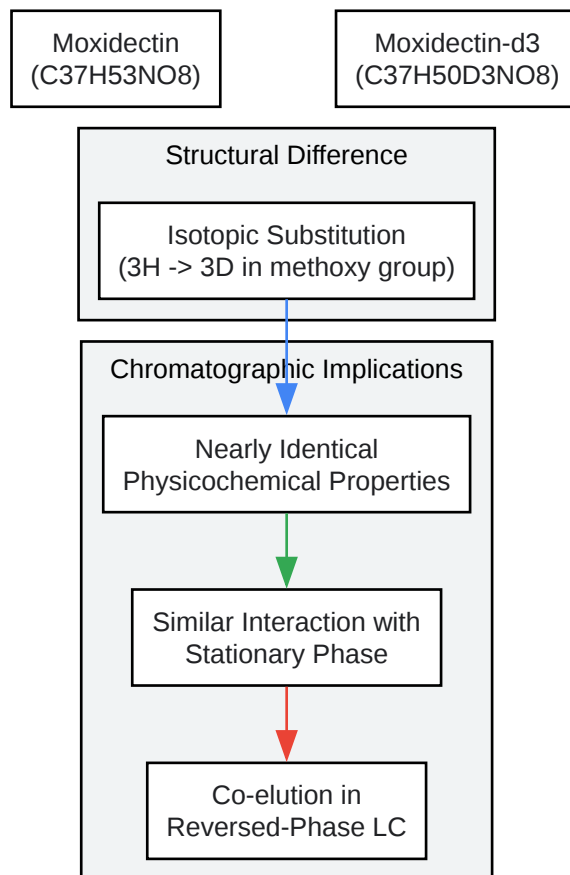 Moxidectin
(C37H53NO8)
Moxidectin-d3
(C37H50D3NO8)
Structural Difference
Isotopic Substitution
(3H -> 3D in methoxy group)
Chromatographic Implications
Nearly Identical
Physicochemical Properties
Similar Interaction with
Stationary Phase
Co-elution in
Reversed-Phase LC